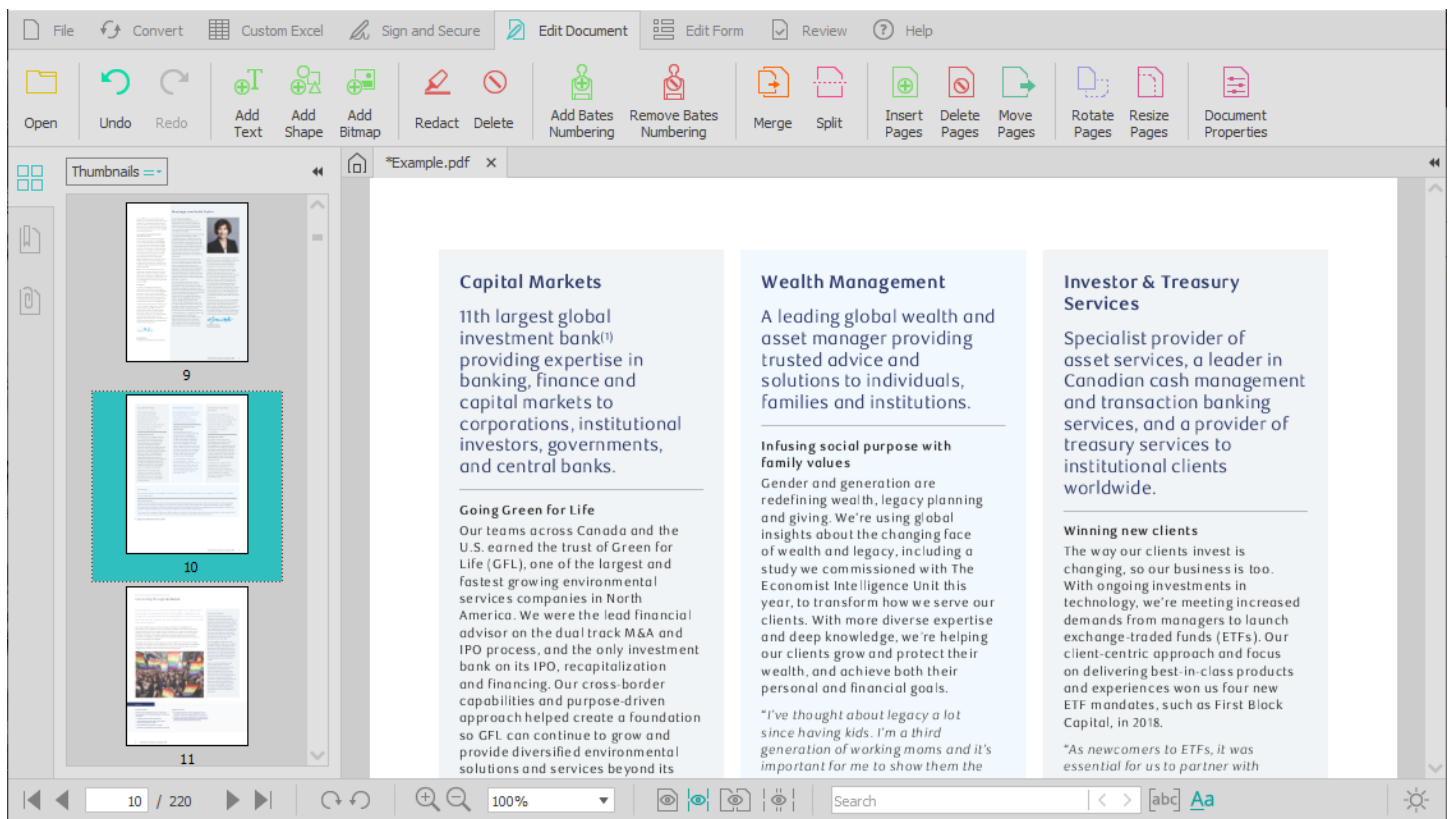 File Convert Custom Excel Sign and Secure Edit Document Edit Form Review Help
Open Undo Redo Add Text Add Shape Add Bitmap Redact Delete Add Bates Numbering Remove Bates Numbering Merge Split Insert Pages Delete Pages Move Pages Rotate Pages Resize Pages Document Properties
Thumbnails
*Example.pdf
9
10
11
Capital Markets
11th largest global
investment bank(1)
providing expertise in
banking, finance and
capital markets to
corporations, institutional
investors, governments,
and central banks.
Going Green for Life
Our teams across Canada and the
U.S. earned the trust of Green for
Life (GFL), one of the largest and
fastest growing environmental
services companies in North
America. We were the lead financial
advisor on the dual track M&A and
IPO process, and the only investment
bank on its IPO, recapitalization
and financing. Our cross-border
capabilities and purpose-driven
approach helped create a foundation
so GFL can continue to grow and
provide diversified environmental
solutions and services beyond its
Wealth Management
A leading global wealth and
asset manager providing
trusted advice and
solutions to individuals,
families and institutions.
Infusing social purpose with
family values
Gender and generation are
redefining wealth, legacy planning
and giving. We're using global
insights about the changing face
of wealth and legacy, including a
study we commissioned with The
Economist Intelligence Unit this
year, to transform how we serve our
clients. With more diverse expertise
and deep knowledge, we're helping
our clients grow and protect their
wealth, and achieve both their
personal and financial goals.
"I've thought about legacy a lot
since having kids. I'm a third
generation of working moms and it's
important for me to show them the
Investor & Treasury
Services
Specialist provider of
asset services, a leader in
Canadian cash management
and transaction banking
services, and a provider of
treasury services to
institutional clients
worldwide.
Winning new clients
The way our clients invest is
changing, so our business is too.
With ongoing investments in
technology, we're meeting increased
demands from managers to launch
exchange-traded funds (ETFs). Our
client-centric approach and focus
on delivering best-in-class products
and experiences won us four new
ETF mandates, such as First Block
Capital, in 2018.
"As newcomers to ETFs, it was
essential for us to partner with
10 / 220 100% Search [abc] Aa